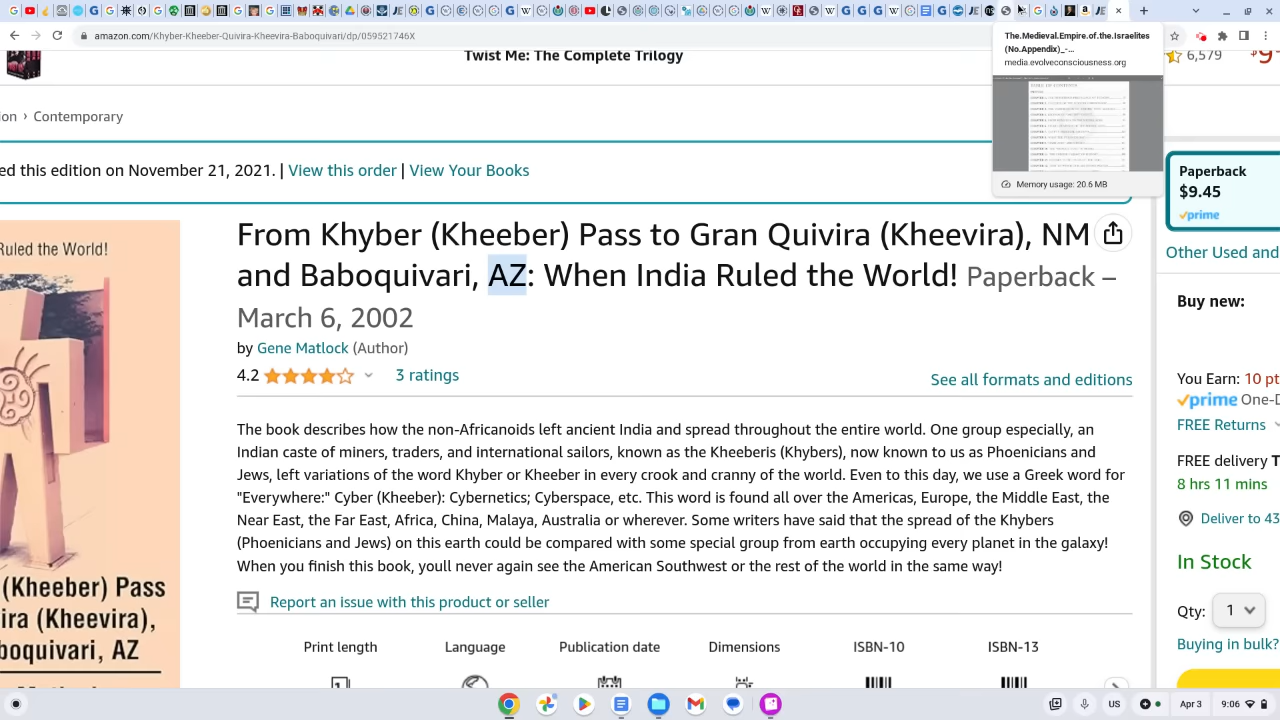 amazon.com/Khyber-Kheeber-Quivira-Kheevira-Baboquivari/dp/059521746X
The.Medieval.Empire.of.the.Israelites
(No.Appendix)_-...
media.evolveconsciousness.org
TABLE OF CONTENTS
Memory usage: 20.6 MB
Twist Me: The Complete Trilogy
6,579
ion › Contemporary
ed this edition on November 21, 2021. | View this order | View Your Books
Paperback
$9.45
prime
Other Used and
Ruled the World!
From Khyber (Kheeber) Pass to Gran Quivira (Kheevira), NM
and Baboquivari, AZ: When India Ruled the World! Paperback –
March 6, 2002
by Gene Matlock (Author)
4.2
3 ratings
See all formats and editions
The book describes how the non-Africanoids left ancient India and spread throughout the entire world. One group especially, an
Indian caste of miners, traders, and international sailors, known as the Kheeberis (Khybers), now known to us as Phoenicians and
Jews, left variations of the word Khyber or Kheeber in every crook and cranny of the world. Even to this day, we use a Greek word for
"Everywhere:" Cyber (Kheeber): Cybernetics; Cyberspace, etc. This word is found all over the Americas, Europe, the Middle East, the
Near East, the Far East, Africa, China, Malaya, Australia or wherever. Some writers have said that the spread of the Khybers
(Phoenicians and Jews) on this earth could be compared with some special group from earth occupying every planet in the galaxy!
When you finish this book, youll never again see the American Southwest or the rest of the world in the same way!
Report an issue with this product or seller
Print length
Language
Publication date
Dimensions
ISBN-10
ISBN-13
(Kheeber) Pass
ira (Kheevira),
boquivari, AZ
Buy new:
You Earn: 10 pt
prime One-D
FREE Returns
FREE delivery T
8 hrs 11 mins
Deliver to 43
In Stock
Qty: 1
Buying in bulk?
US
Apr 3
9:06